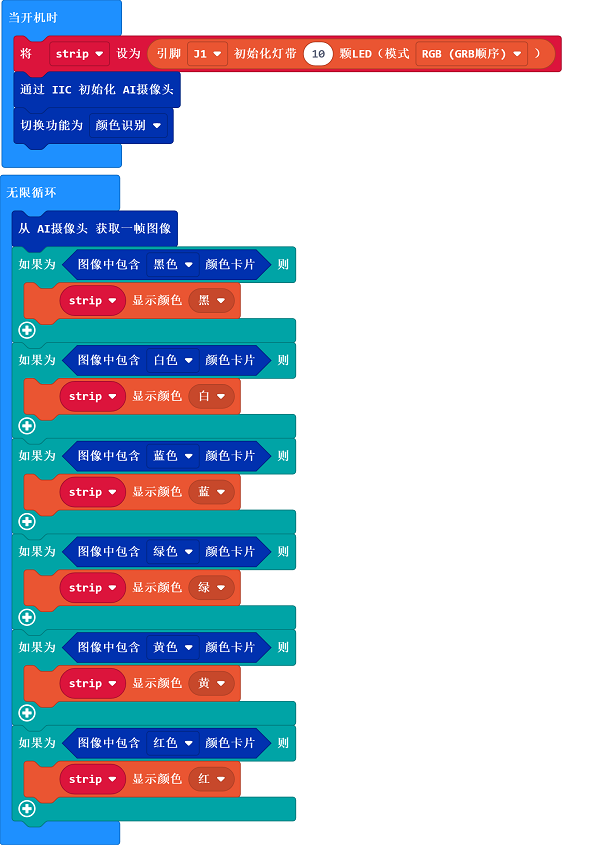 当开机时
将 strip 设为 引脚 J1 初始化灯带 10 颗LED（模式 RGB (GRB顺序) ）
通过 IIC 初始化 AI摄像头
切换功能为 颜色识别
无限循环
从 AI摄像头 获取一帧图像
如果为 图像中包含 黑色 颜色卡片 则
strip 显示颜色 黑
如果为 图像中包含 白色 颜色卡片 则
strip 显示颜色 白
如果为 图像中包含 蓝色 颜色卡片 则
strip 显示颜色 蓝
如果为 图像中包含 绿色 颜色卡片 则
strip 显示颜色 绿
如果为 图像中包含 黄色 颜色卡片 则
strip 显示颜色 黄
如果为 图像中包含 红色 颜色卡片 则
strip 显示颜色 红